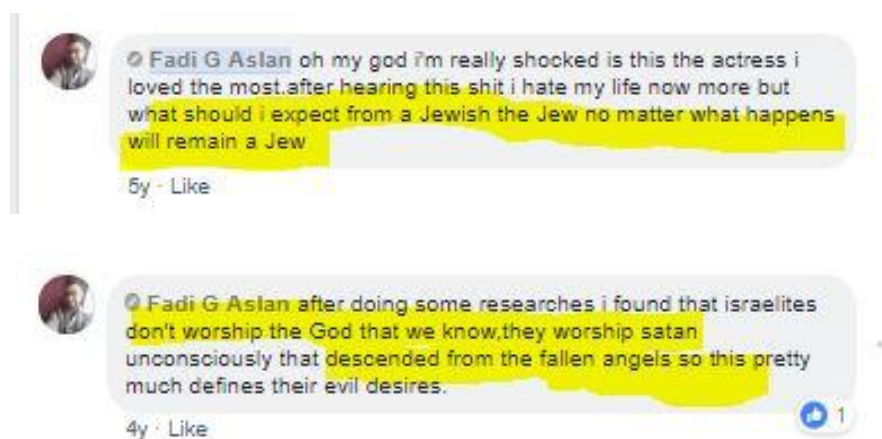 Fadi G Aslan oh my god i'm really shocked is this the actress i
loved the most.after hearing this shit i hate my life now more but
what should i expect from a Jewish the Jew no matter what happens
will remain a Jew
5y · Like
Fadi G Aslan after doing some researches i found that israelites
don't worship the God that we know,they worship satan
unconsciously that descended from the fallen angels so this pretty
much defines their evil desires.
1
4y · Like